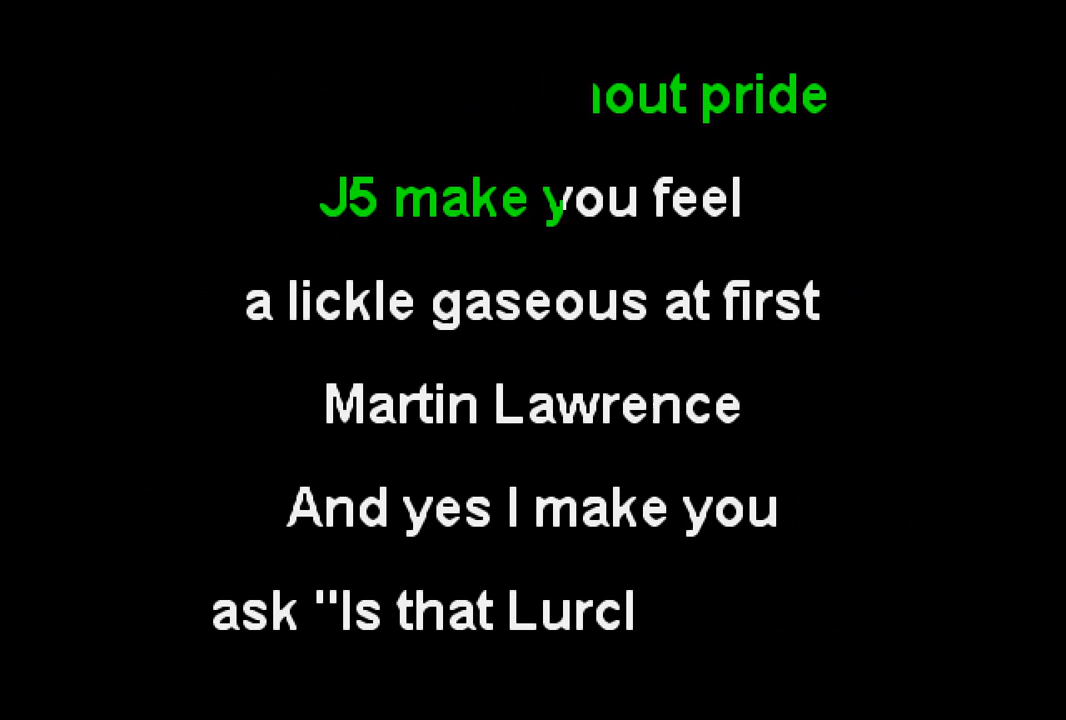 hout pride
J5 make you feel
a lickle gaseous at first
Martin Lawrence
And yes I make you
ask "Is that Lurcl